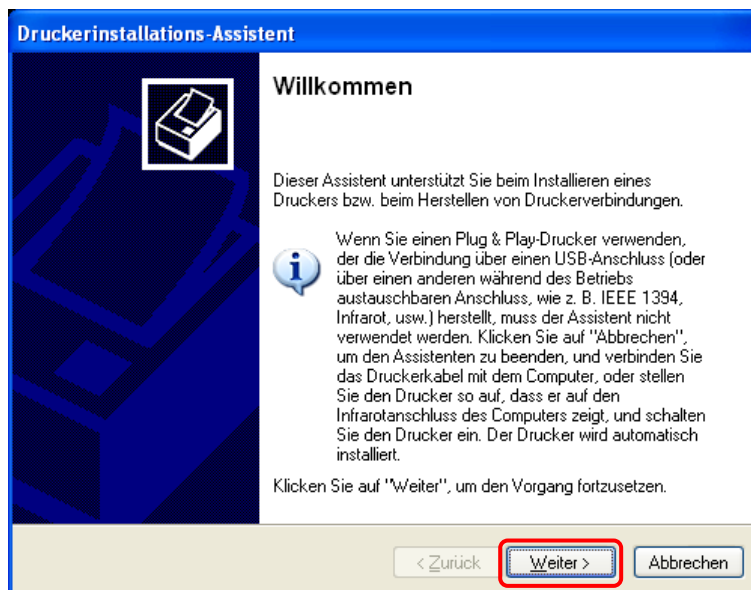 Druckerinstallations-Assistent
Willkommen
Dieser Assistent unterstützt Sie beim Installieren eines
Druckers bzw. beim Herstellen von Druckerverbindungen.
Wenn Sie einen Plug & Play-Drucker verwenden,
der die Verbindung über einen USB-Anschluss (oder
über einen anderen während des Betriebs
austauschbaren Anschluss, wie z. B. IEEE 1394,
Infrarot, usw.) herstellt, muss der Assistent nicht
verwendet werden. Klicken Sie auf "Abbrechen",
um den Assistenten zu beenden, und verbinden Sie
das Druckerkabel mit dem Computer, oder stellen
Sie den Drucker so auf, dass er auf den
Infrarotanschluss des Computers zeigt, und schalten
Sie den Drucker ein. Der Drucker wird automatisch
installiert.
Klicken Sie auf "Weiter", um den Vorgang fortzusetzen.
< Zurück Weiter > Abbrechen